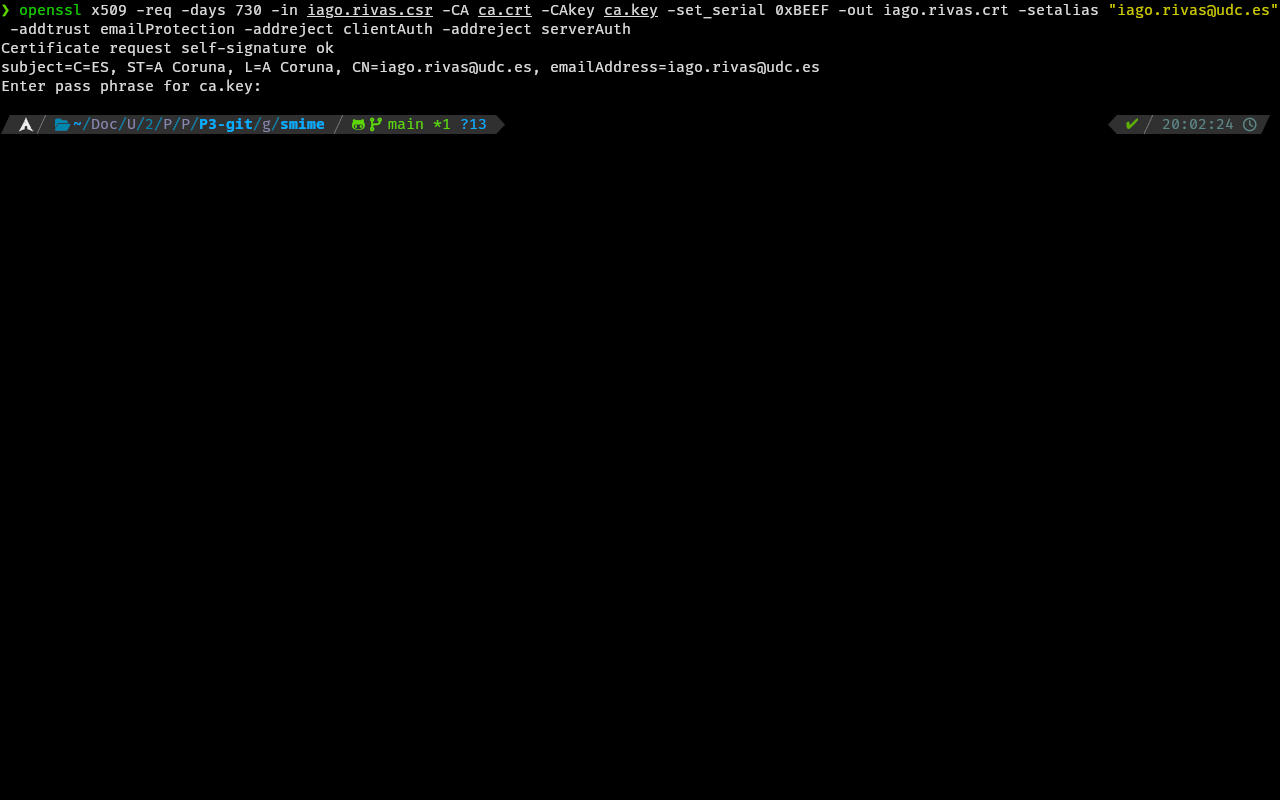 ❯ openssl x509 -req -days 730 -in iago.rivas.csr -CA ca.crt -CAkey ca.key -set_serial 0xBEEF -out iago.rivas.crt -setalias "iago.rivas@udc.es"
-addtrust emailProtection -addreject clientAuth -addreject serverAuth
Certificate request self-signature ok
subject=C=ES, ST=A Coruna, L=A Coruna, CN=iago.rivas@udc.es, emailAddress=iago.rivas@udc.es
Enter pass phrase for ca.key:
~/Doc/U/2/P/P/P3-git/g/smime main *1 ?13 ✔ 20:02:24